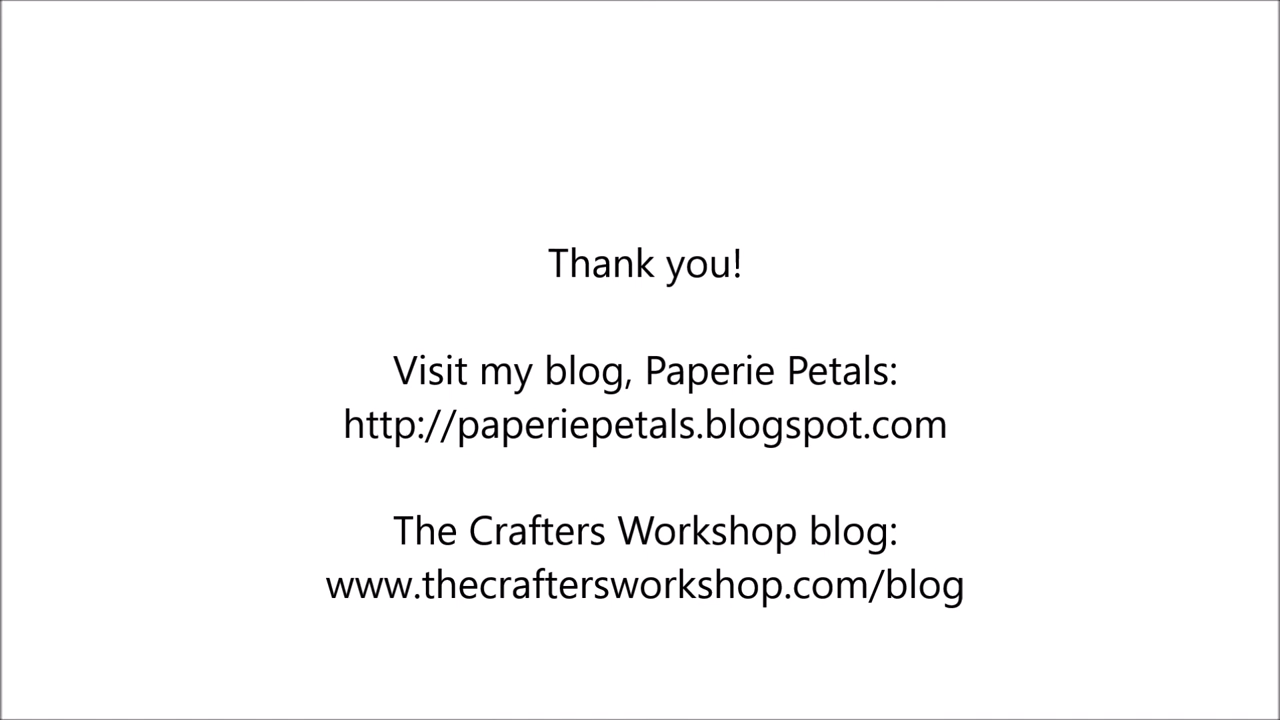 Thank you!
Visit my blog, Paperie Petals:
http://paperiepetals.blogspot.com
The Crafters Workshop blog:
www.thecraftersworkshop.com/blog